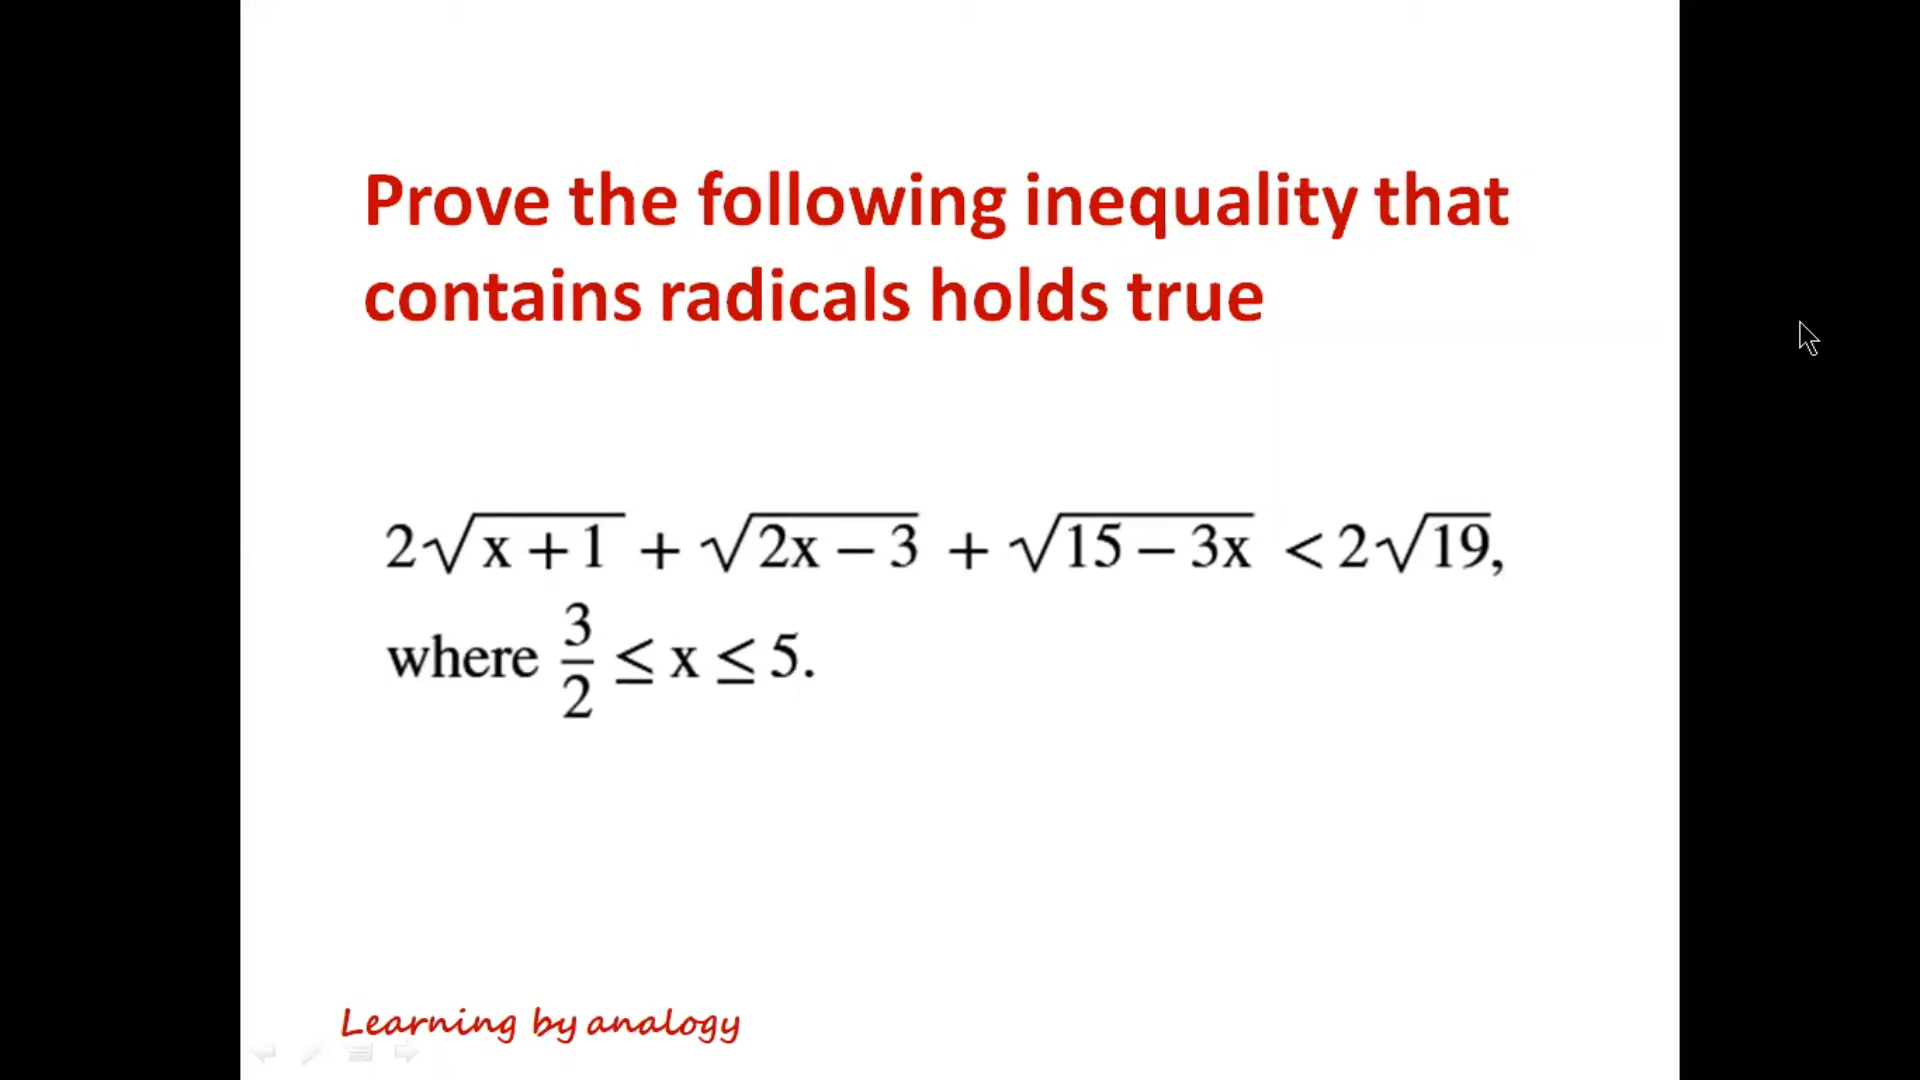 Prove the following inequality that
contains radicals holds true
2√(x + 1) + √(2x − 3) + √(15 − 3x) < 2√19,
where 3/2 ≤ x ≤ 5.
Learning by analogy